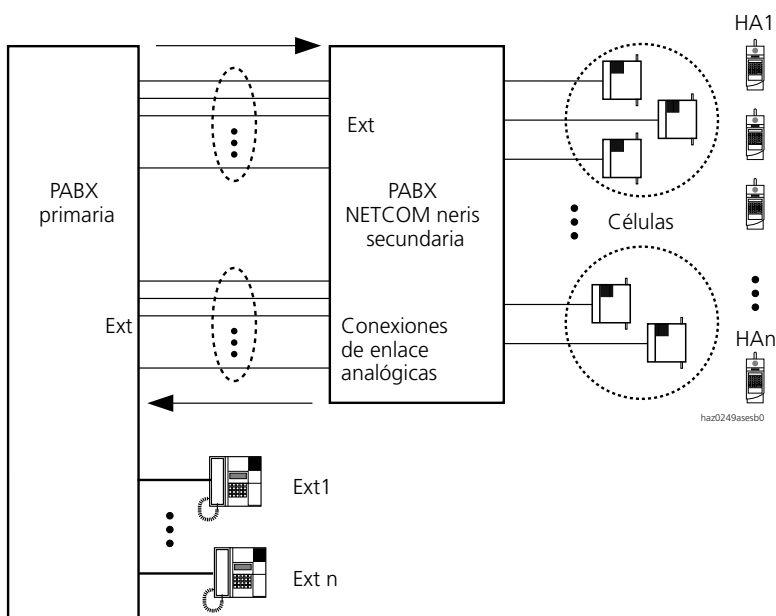 HA1
Ext
PABX
primaria
PABX
NETCOM neris
secundaria
Células
Ext
Conexiones
de enlace
analógicas
HAn
haz0249asesb0
Ext1
Ext n